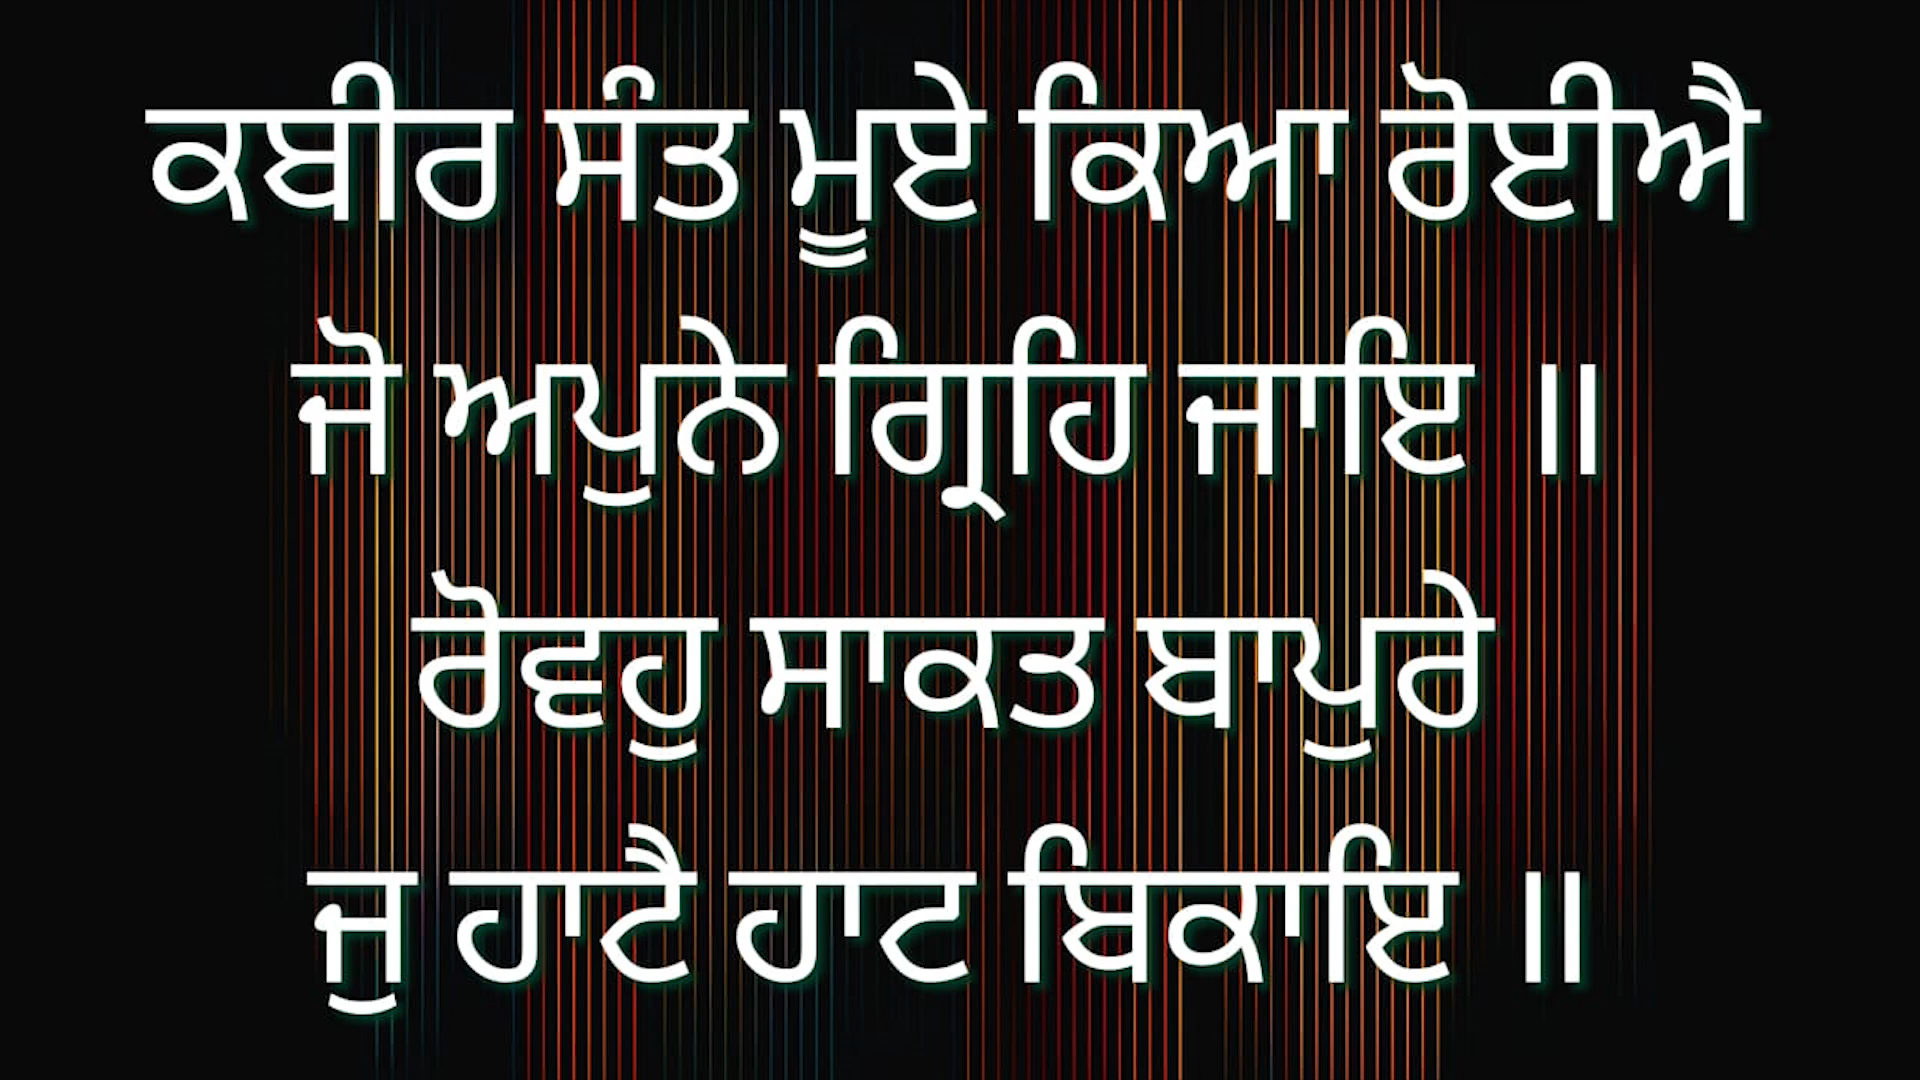 ਕਬੀਰ ਸੰਤ ਮੂਏ ਕਿਆ ਰੋਈਐ
ਜੋ ਅਪੁਨੇ ਗ੍ਰਿਹਿ ਜਾਇ ॥
ਰੋਵਹੁ ਸਾਕਤ ਬਾਪੁਰੇ
ਜੁ ਹਾਟੈ ਹਾਟ ਬਿਕਾਇ ॥